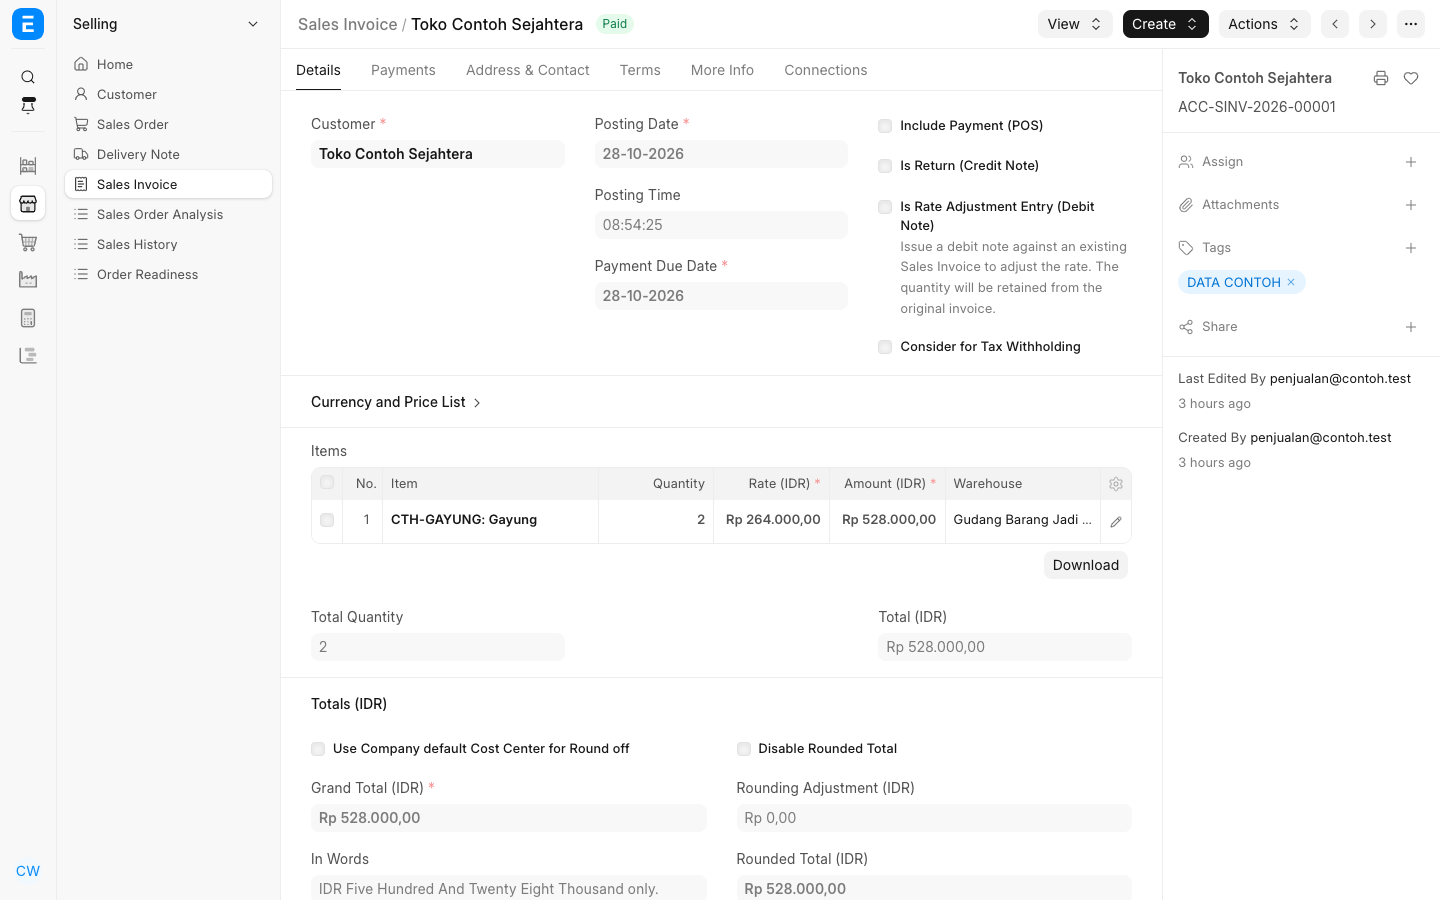 Selling
Home
Customer
Sales Order
Delivery Note
Sales Invoice
Sales Order Analysis
Sales History
Order Readiness
CW
Sales Invoice / Toko Contoh Sejahtera Paid
View Create Actions
Details Payments Address & Contact Terms More Info Connections
Customer *
Toko Contoh Sejahtera
Posting Date *
28-10-2026
Posting Time
08:54:25
Payment Due Date *
28-10-2026
Include Payment (POS)
Is Return (Credit Note)
Is Rate Adjustment Entry (Debit
Note)
Issue a debit note against an existing
Sales Invoice to adjust the rate. The
quantity will be retained from the
original invoice.
Consider for Tax Withholding
Currency and Price List
Items
No. Item Quantity Rate (IDR) * Amount (IDR) * Warehouse
1 CTH-GAYUNG: Gayung 2 Rp 264.000,00 Rp 528.000,00 Gudang Barang Jadi ...
Download
Total Quantity
2
Total (IDR)
Rp 528.000,00
Totals (IDR)
Use Company default Cost Center for Round off
Disable Rounded Total
Grand Total (IDR) *
Rp 528.000,00
Rounding Adjustment (IDR)
Rp 0,00
In Words
IDR Five Hundred And Twenty Eight Thousand only.
Rounded Total (IDR)
Rp 528.000,00
Toko Contoh Sejahtera
ACC-SINV-2026-00001
Assign
Attachments
Tags
DATA CONTOH
Share
Last Edited By penjualan@contoh.test
3 hours ago
Created By penjualan@contoh.test
3 hours ago